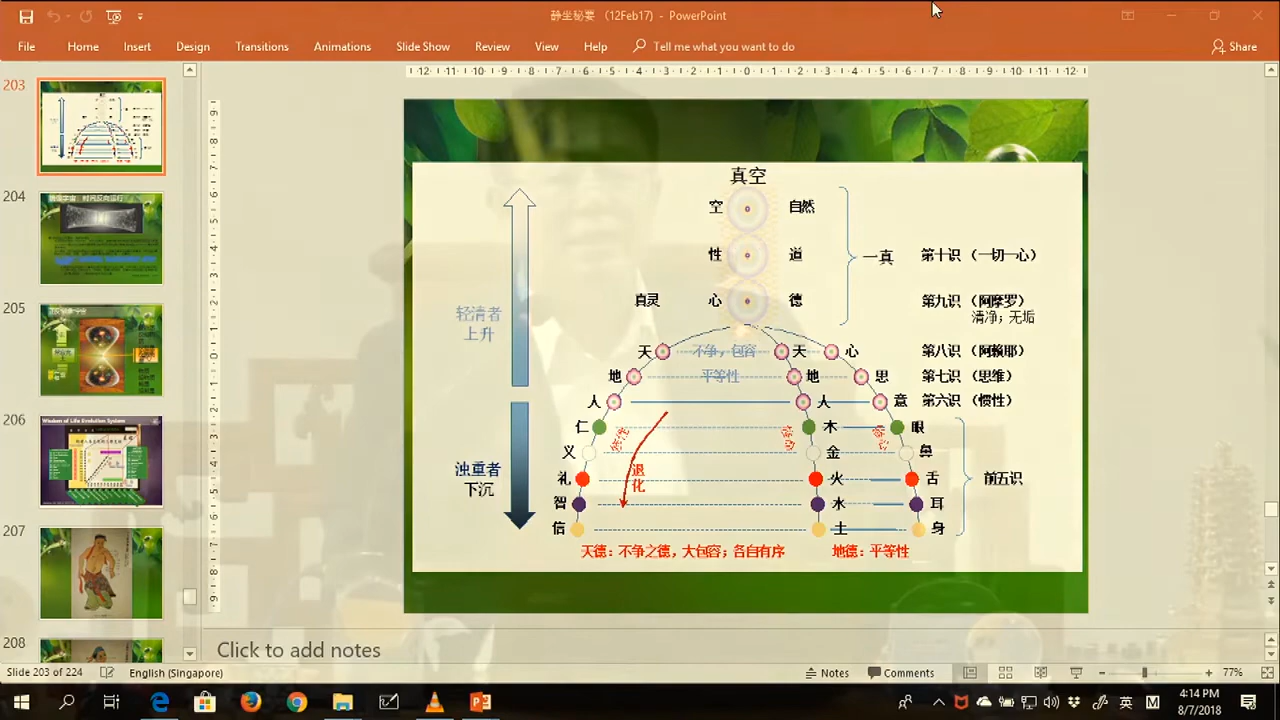 静坐秘要 （12Feb17） - PowerPoint
File Home Insert Design Transitions Animations Slide Show Review View Help Tell me what you want to do Share
203
204
205
206
Wisdom of Life Evolution System
207
208
真空
空 自然
性 道 一真 第十识 （一切一心）
真灵 心 德 第九识 （阿摩罗）
清净；无垢
轻清者
上升
天 不争，包容 天 心 第八识 （阿赖耶）
地 平等性 地 思 第七识 （思维）
人 人 意 第六识 （惯性）
仁 木 眼
义 金 鼻
浊重者
下沉
礼 退化 火 舌 前五识
智 水 耳
信 土 身
天德：不争之德，大包容；各自有序 地德：平等性
Click to add notes
Slide 203 of 224 English (Singapore) Notes Comments 77%
英 M 4:14 PM
8/7/2018